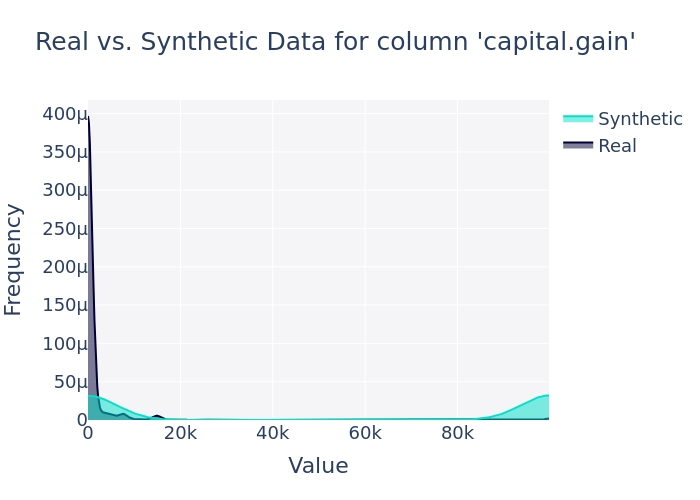 Real vs. Synthetic Data for column 'capital.gain'
400μ
350μ
300μ
250μ
200μ
150μ
100μ
50μ
0
0 20k 40k 60k 80k
Value
Frequency
Synthetic
Real